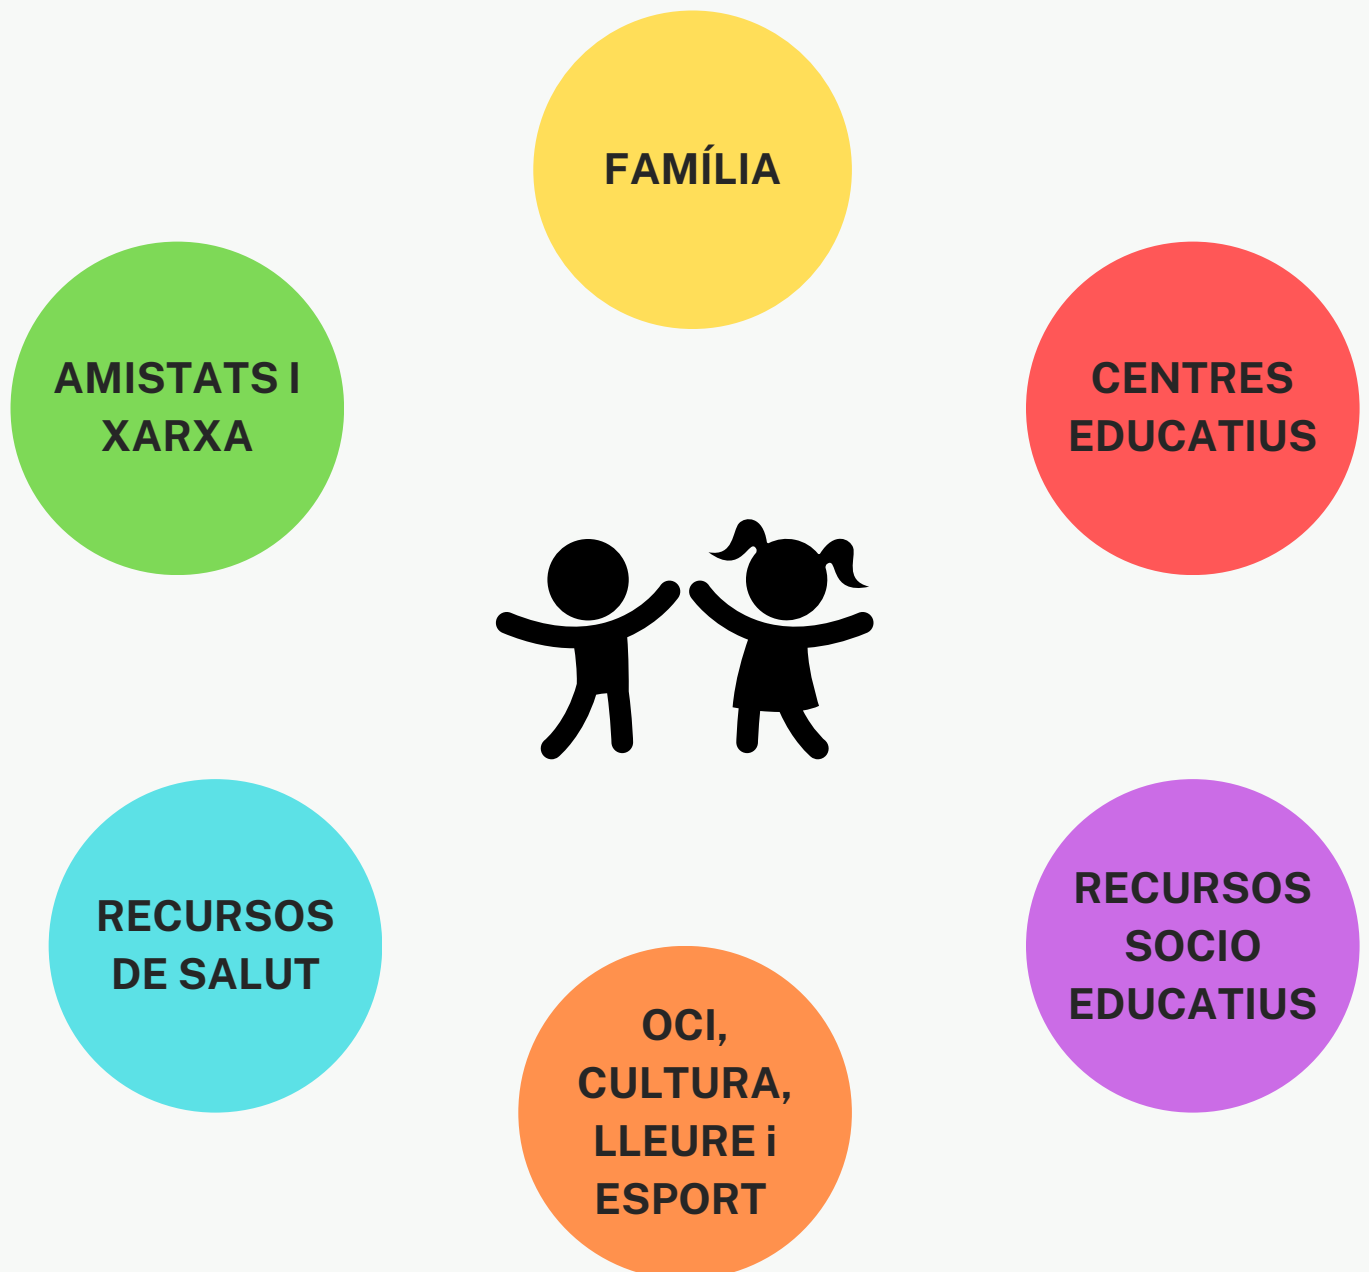 FAMÍLIA
AMISTATS I
XARXA
CENTRES
EDUCATIUS
RECURSOS
DE SALUT
RECURSOS
SOCIO
EDUCATIUS
OCI,
CULTURA,
LLEURE i
ESPORT